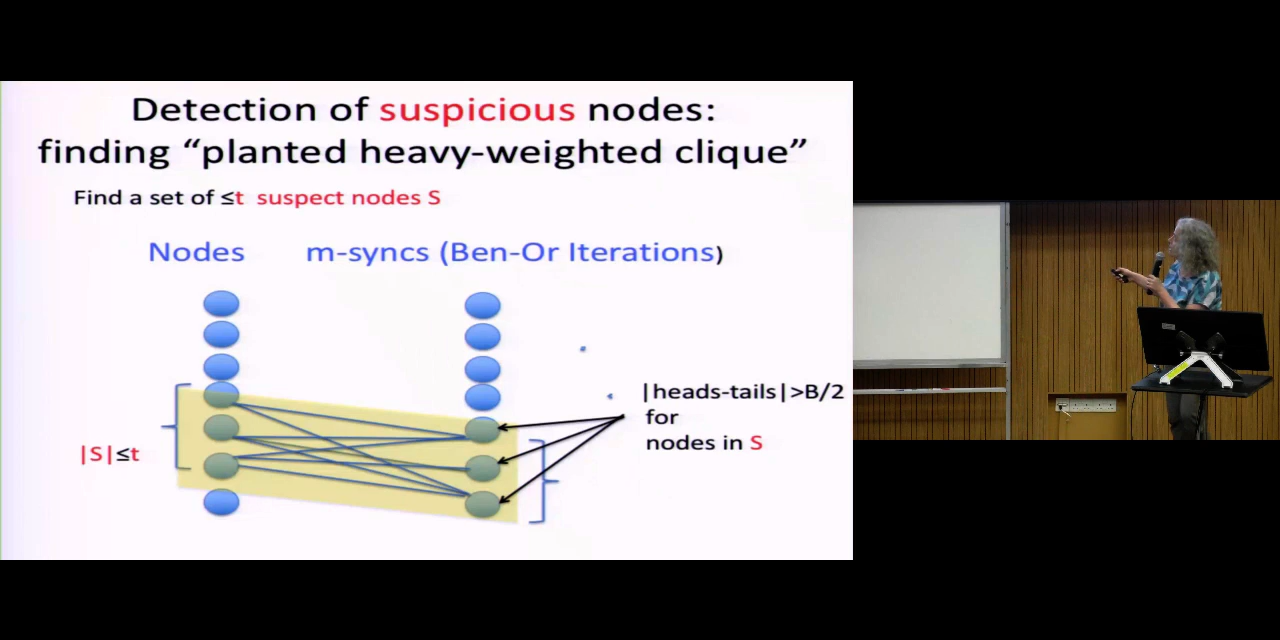 Detection of suspicious nodes:
finding “planted heavy-weighted clique”
Find a set of ≤t suspect nodes S
Nodes m-syncs (Ben-Or Iterations)
|heads-tails|>B/2
for
nodes in S
|S|≤t